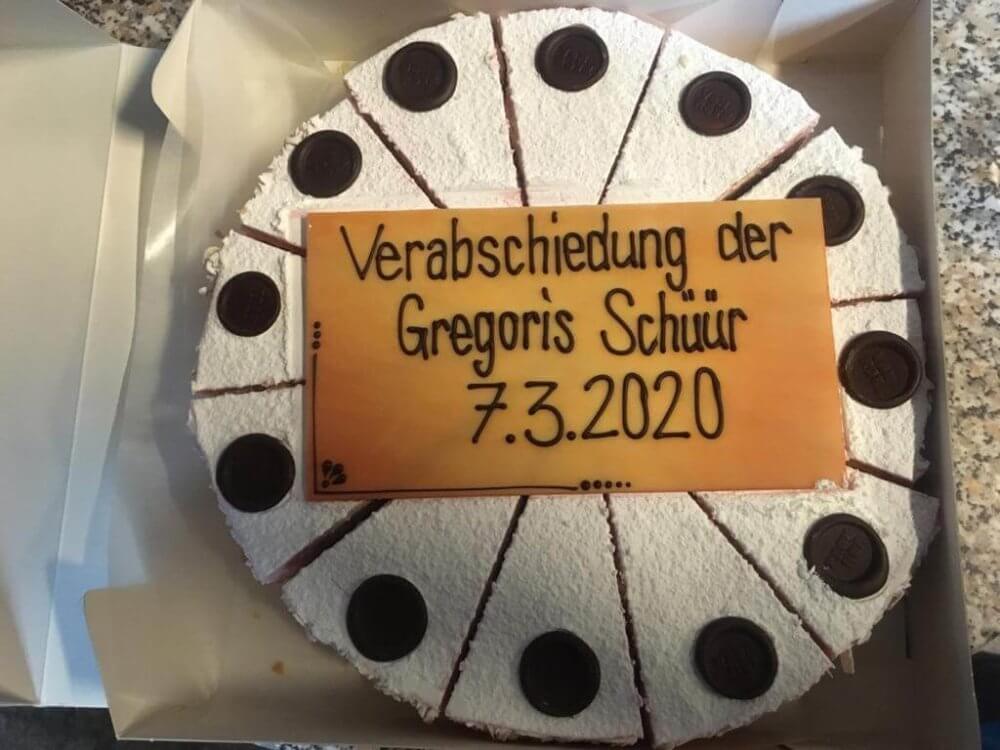 Verabschiedung der
Gregoris Schüür
7.3.2020